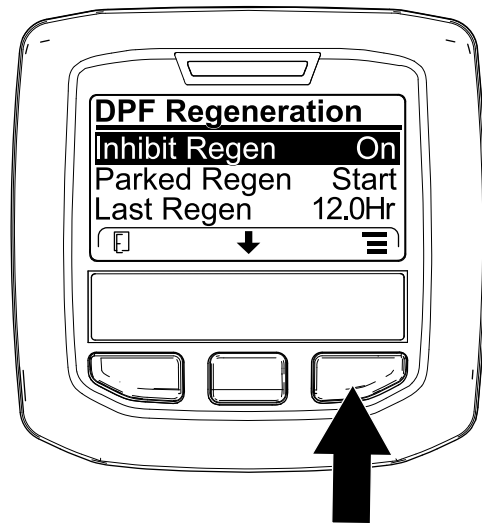 DPF Regeneration
Inhibit Regen On
Parked Regen Start
Last Regen 12.0Hr